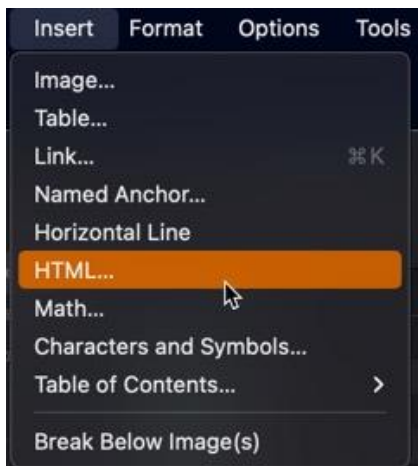 Insert Format Options Tools
Image...
Table...
Link... ⌘K
Named Anchor...
Horizontal Line
HTML...
Math...
Characters and Symbols...
Table of Contents... >
Break Below Image(s)